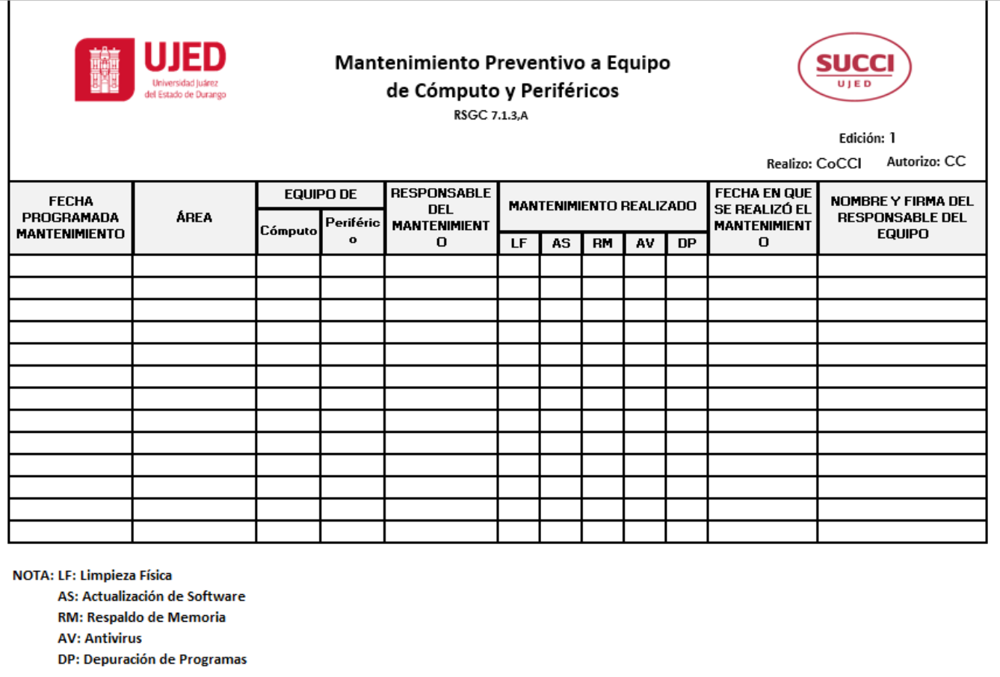 UJED
Universidad Juárez
del Estado de Durango
Mantenimiento Preventivo a Equipo
de Cómputo y Periféricos
RSGC 7.1.3,A
SUCCI
UJED
Edición: 1
Realizo: CoCCI Autorizo: CC
FECHA
PROGRAMADA
MANTENIMIENTO
ÁREA
EQUIPO DE
Cómputo
Periféric
o
RESPONSABLE
DEL
MANTENIMIENT
O
MANTENIMIENTO REALIZADO
LF AS RM AV DP
FECHA EN QUE
SE REALIZÓ EL
MANTENIMIENT
O
NOMBRE Y FIRMA DEL
RESPONSABLE DEL
EQUIPO
NOTA: LF: Limpieza Física
AS: Actualización de Software
RM: Respaldo de Memoria
AV: Antivirus
DP: Depuración de Programas